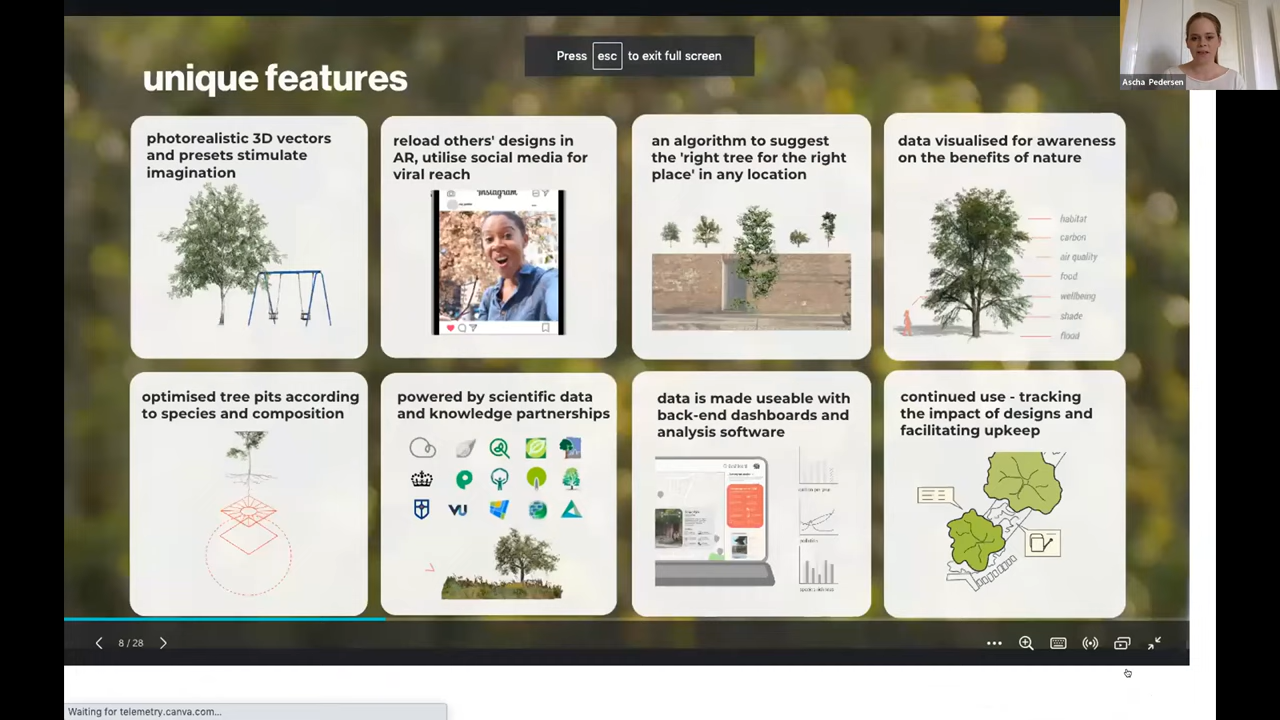 Press esc to exit full screen
Ascha Pedersen
unique features
photorealistic 3D vectors
and presets stimulate
imagination
reload others' designs in
AR, utilise social media for
viral reach
Instagram
an algorithm to suggest
the 'right tree for the right
place' in any location
data visualised for awareness
on the benefits of nature
habitat
carbon
air quality
food
wellbeing
shade
flood
optimised tree pits according
to species and composition
powered by scientific data
and knowledge partnerships
VU
data is made useable with
back-end dashboards and
analysis software
continued use - tracking
the impact of designs and
facilitating upkeep
8 / 28
Waiting for telemetry.canva.com...